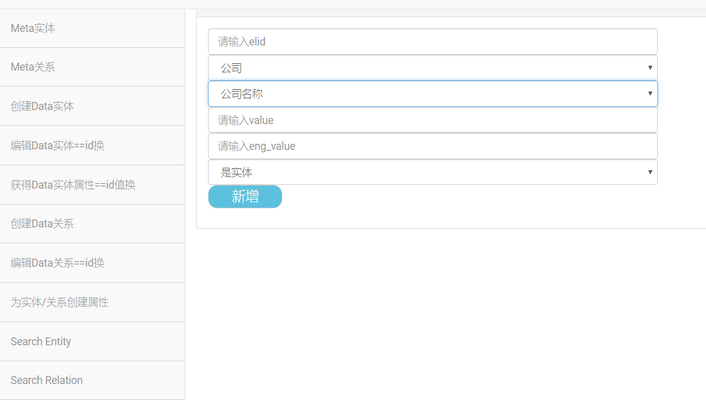 Meta实体
Meta关系
创建Data实体
编辑Data实体==id换
获得Data实体属性==id值换
创建Data关系
编辑Data关系==id换
为实体/关系创建属性
Search Entity
Search Relation
请输入elid
公司
公司名称
请输入value
请输入eng_value
是实体
新增